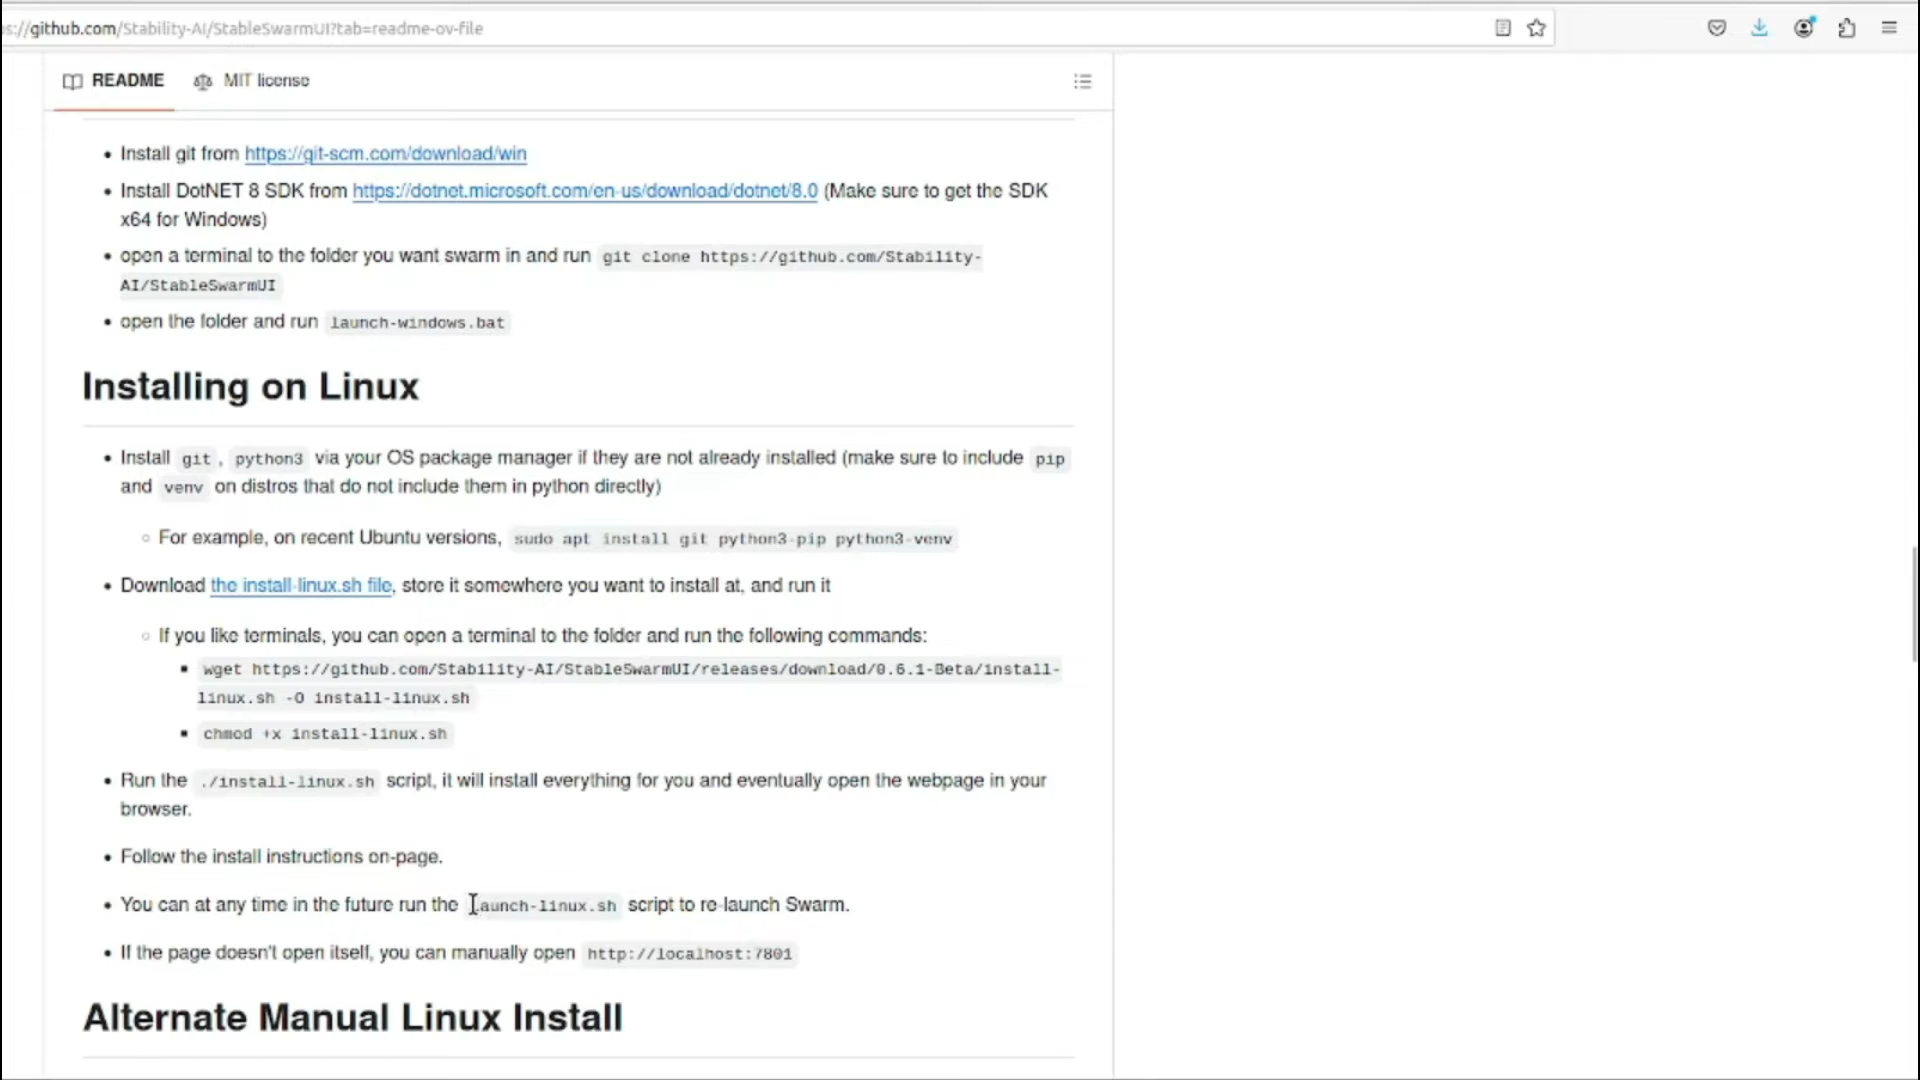 s://github.com/Stability-AI/StableSwarmUI?tab=readme-ov-file
README MIT license
• Install git from https://git-scm.com/download/win
• Install DotNET 8 SDK from https://dotnet.microsoft.com/en-us/download/dotnet/8.0 (Make sure to get the SDK
x64 for Windows)
• open a terminal to the folder you want swarm in and run git clone https://github.com/Stability-
AI/StableSwarmUI
• open the folder and run launch-windows.bat
Installing on Linux
• Install git, python3 via your OS package manager if they are not already installed (make sure to include pip
and venv on distros that do not include them in python directly)
◦ For example, on recent Ubuntu versions, sudo apt install git python3-pip python3-venv
• Download the install-linux.sh file, store it somewhere you want to install at, and run it
◦ If you like terminals, you can open a terminal to the folder and run the following commands:
▪ wget https://github.com/Stability-AI/StableSwarmUI/releases/download/0.6.1-Beta/install-
linux.sh -O install-linux.sh
▪ chmod +x install-linux.sh
• Run the ./install-linux.sh script, it will install everything for you and eventually open the webpage in your
browser.
• Follow the install instructions on-page.
• You can at any time in the future run the launch-linux.sh script to re-launch Swarm.
• If the page doesn't open itself, you can manually open http://localhost:7801
Alternate Manual Linux Install